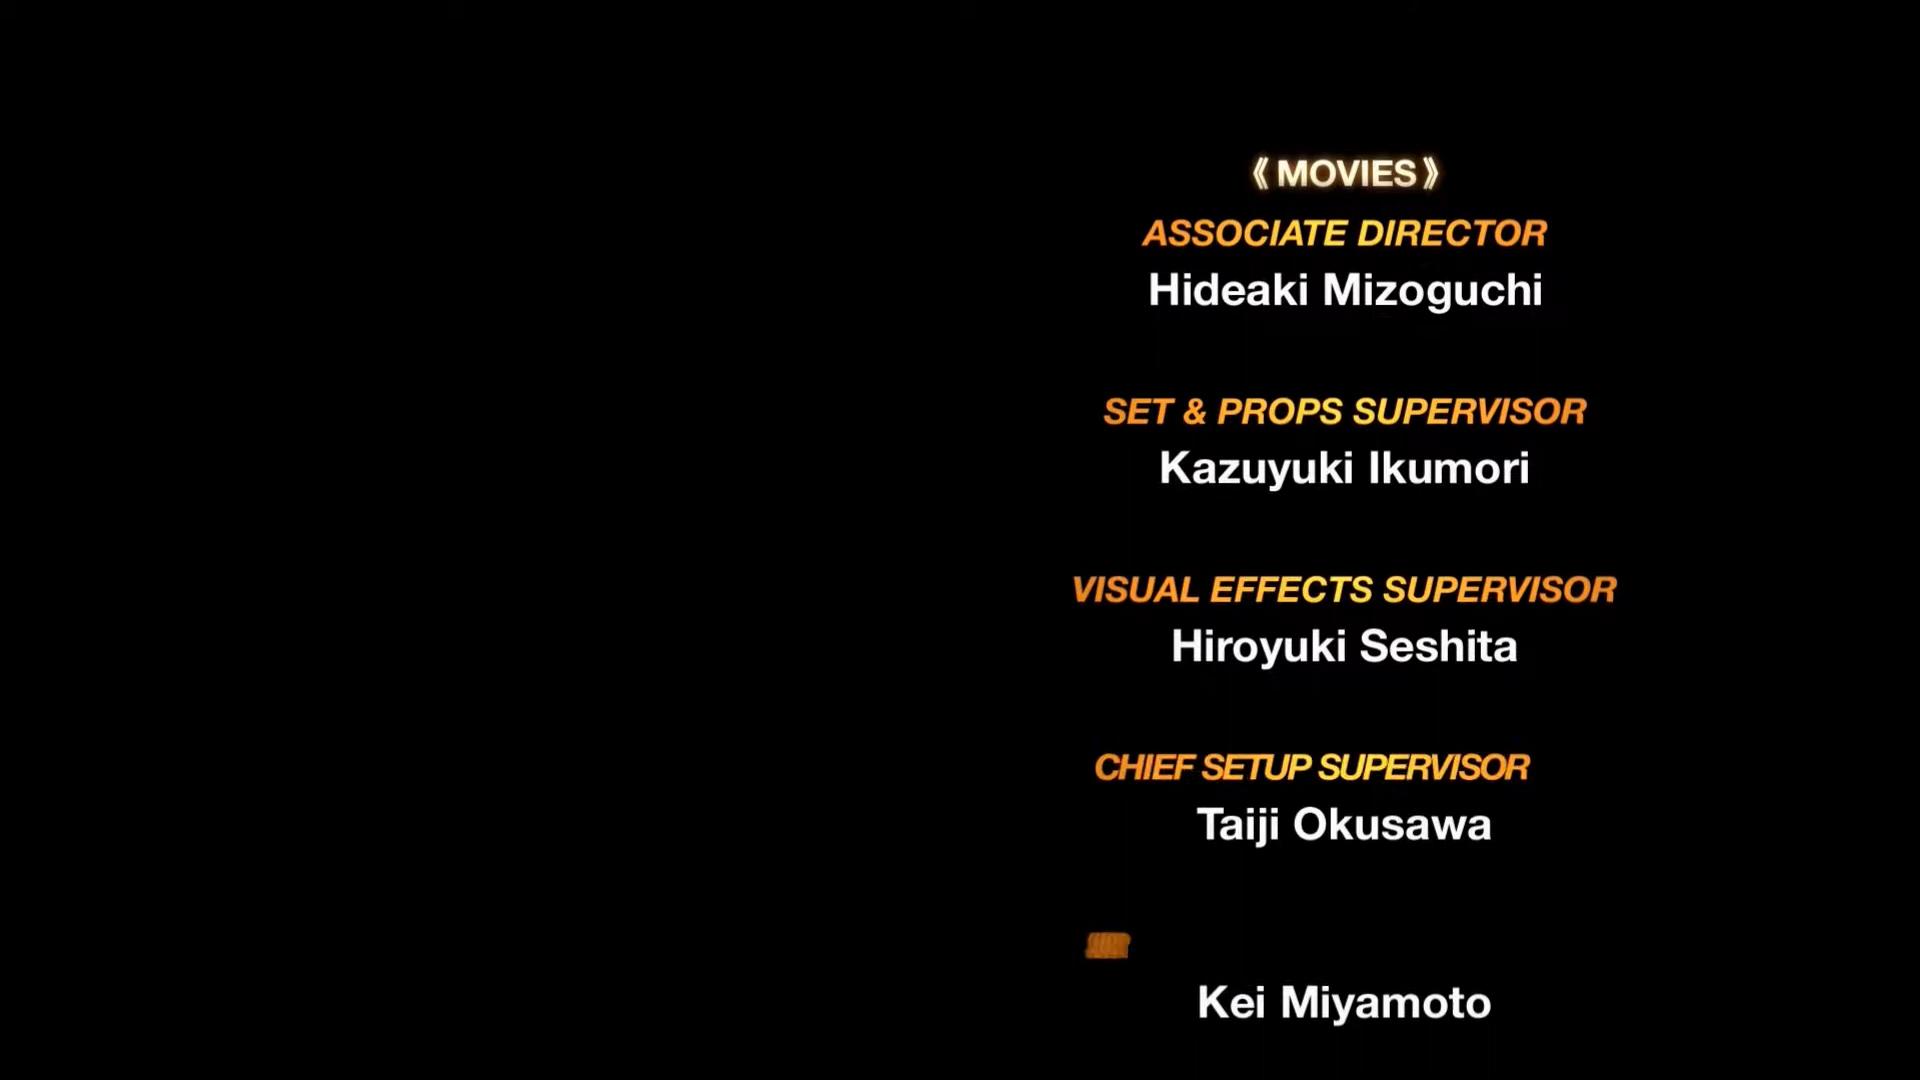 《MOVIES》
ASSOCIATE DIRECTOR
Hideaki Mizoguchi
SET & PROPS SUPERVISOR
Kazuyuki Ikumori
VISUAL EFFECTS SUPERVISOR
Hiroyuki Seshita
CHIEF SETUP SUPERVISOR
Taiji Okusawa
Kei Miyamoto